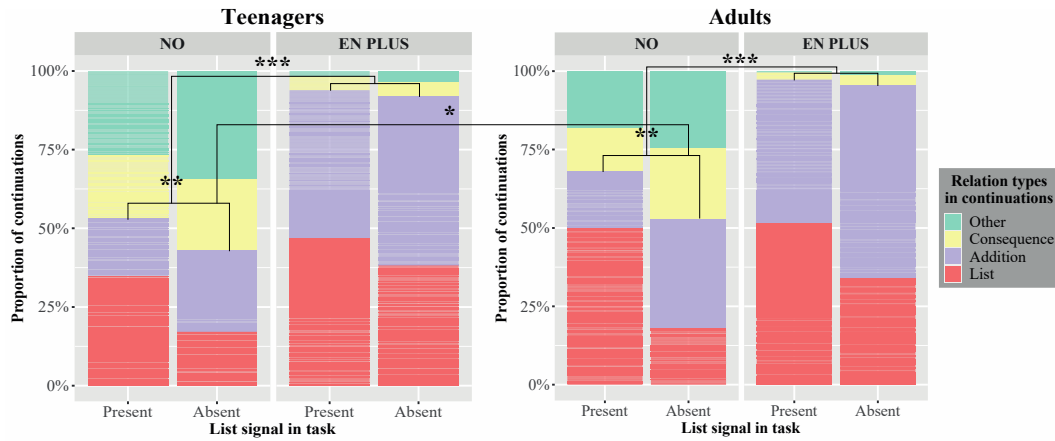 Teenagers
Adults
NO
EN PLUS
NO
EN PLUS
***
***
*
**
**
100%
75%
50%
25%
0%
Proportion of continuations
100%
75%
50%
25%
0%
Proportion of continuations
Present
Absent
Present
Absent
List signal in task
Present
Absent
Present
Absent
List signal in task
Relation types
in continuations
Other
Consequence
Addition
List